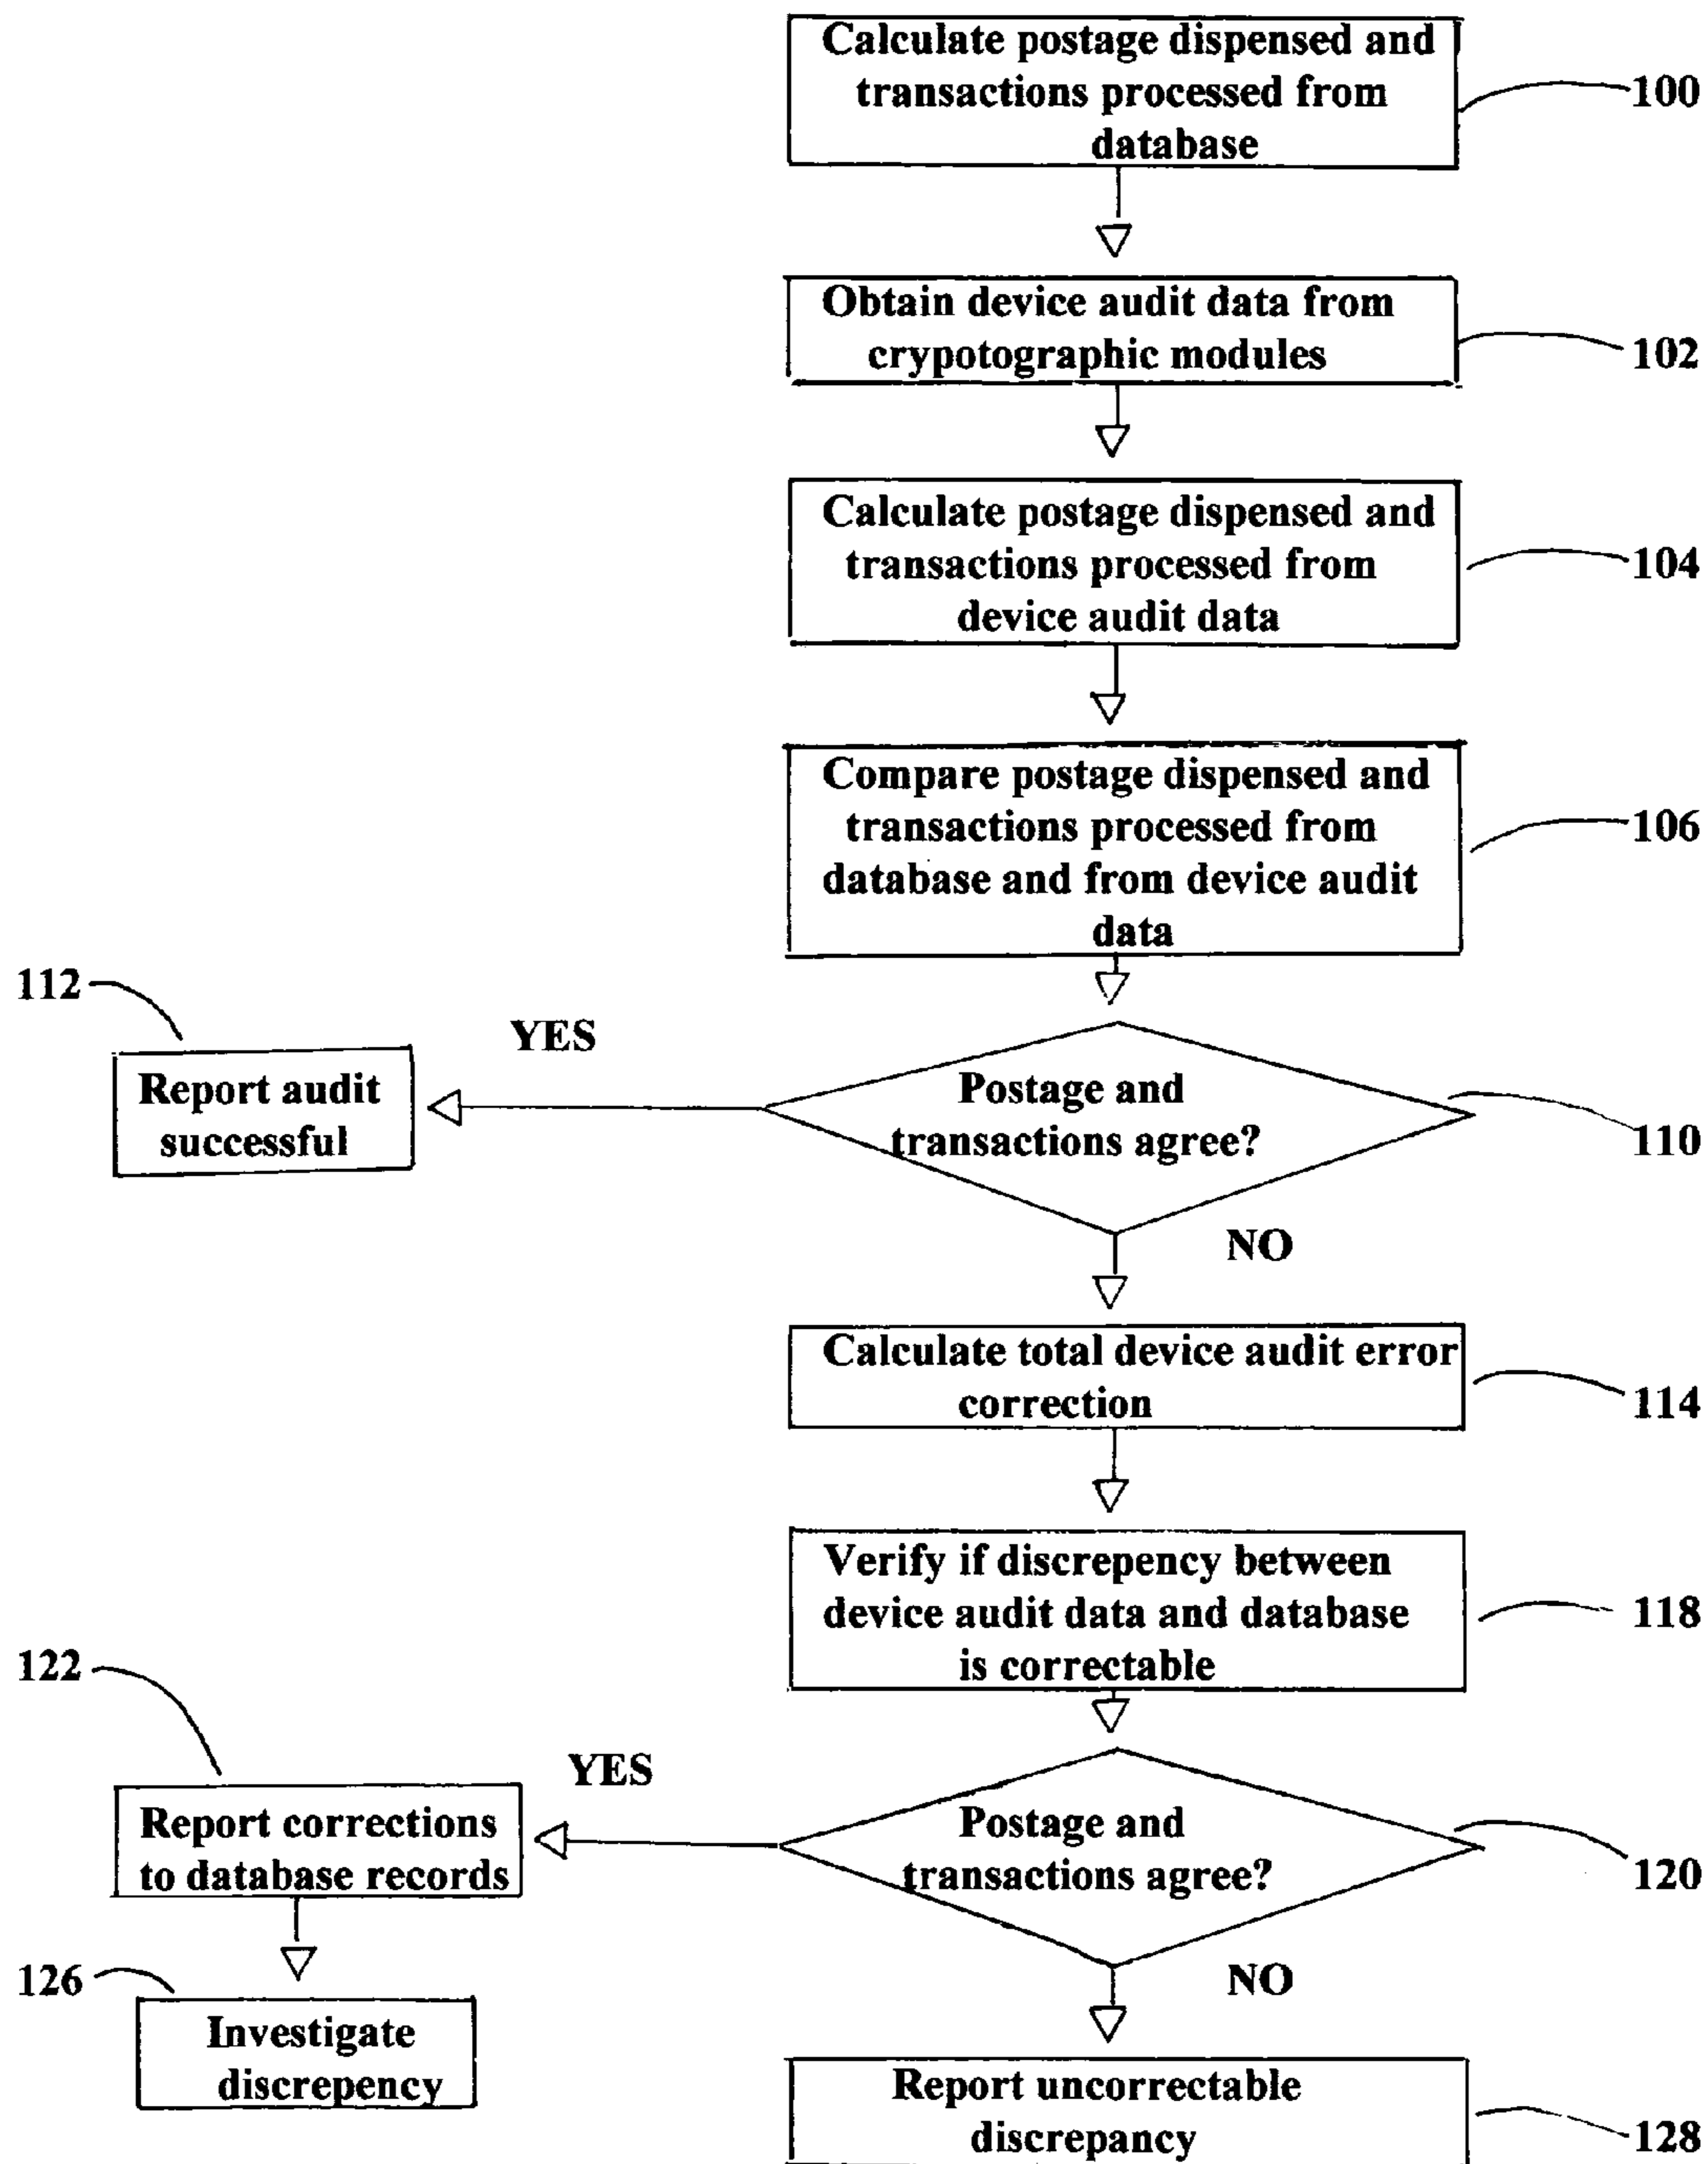 Calculate postage dispensed and
transactions processed from
database
100
Obtain device audit data from
crypotographic modules
102
Calculate postage dispensed and
transactions processed from
device audit data
104
Compare postage dispensed and
transactions processed from
database and from device audit
data
106
112
YES
Report audit
successful
Postage and
transactions agree?
110
NO
Calculate total device audit error
correction
114
Verify if discrepency between
device audit data and database
is correctable
118
122
YES
Report corrections
to database records
Postage and
transactions agree?
120
126
NO
Investigate
discrepency
Report uncorrectable
discrepancy
128